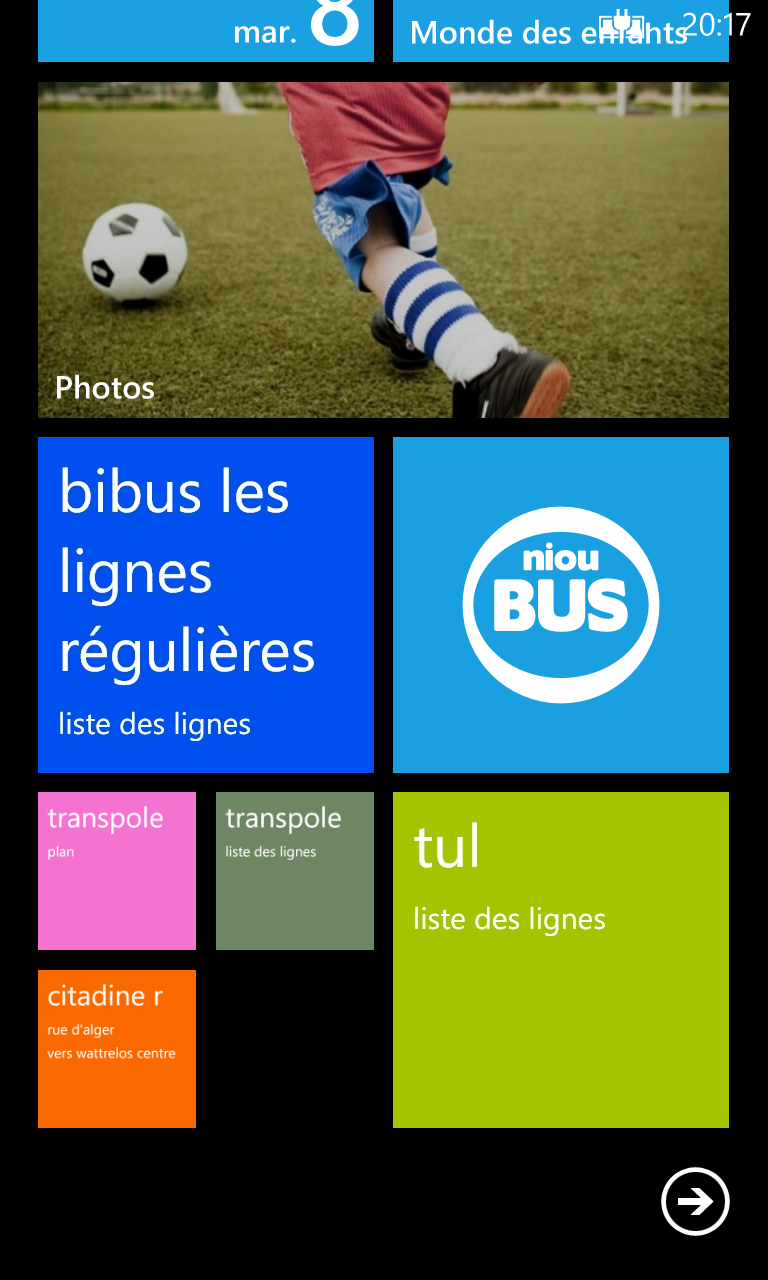 20:17
mar. 8
Monde des enfants
Photos
bibus les
lignes
régulières
liste des lignes
niou
BUS
transpole
plan
transpole
liste des lignes
tul
liste des lignes
citadine r
rue d'alger
vers wattrelos centre